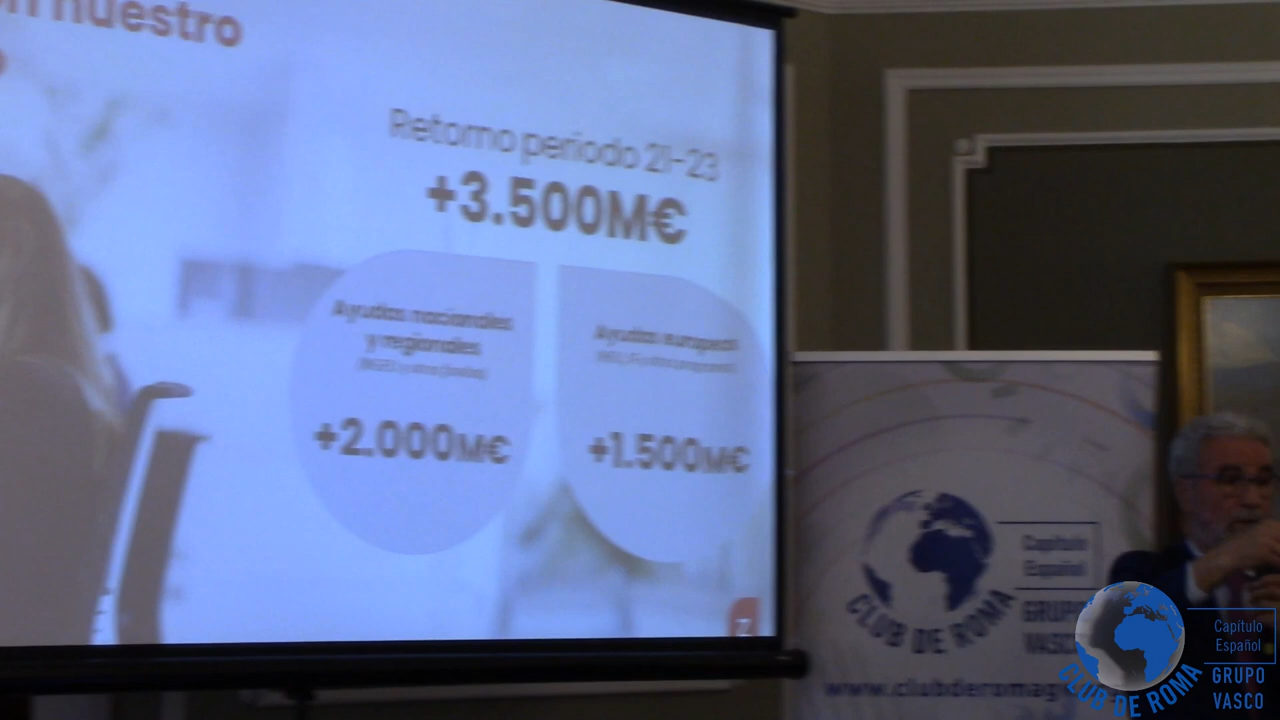 nuestro
Retorno periodo 21-23
+3.500M€
Ayudas nacionales
y regionales
+2.000M€
Ayudas europeas
+1.500M€
Capítulo
Español
GRUPO
VASCO
CLUB DE ROMA
www.clubderomag
Capítulo
Español
GRUPO
VASCO
CLUB DE ROMA